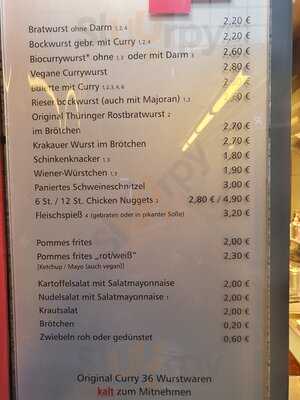 Bratwurst ohne Darm 1,2,4 2,20 €
Bockwurst gebr. mit Curry 1,2,4 2,20 €
Biocurrywurst* ohne 1,3 oder mit Darm 3 2,60 €
Vegane Currywurst 2,80 €
Bulette mit Curry 1,2,3,4,6
Riesenbockwurst (auch mit Majoran) 1,3
Original Thüringer Rostbratwurst 2
im Brötchen 2,70 €
Krakauer Wurst im Brötchen 2,70 €
Schinkenknacker 1,3 1,80 €
Wiener-Würstchen 1,3 1,90 €
Paniertes Schweineschnitzel 3,00 €
6 St. / 12 St. Chicken Nuggets 3 2,80 € / 4,90 €
Fleischspieß 4 (gebraten oder in pikanter Soße) 3,20 €
Pommes frites 2,00 €
Pommes frites „rot/weiß" 2,30 €
[Ketchup / Mayo (auch vegan)]
Kartoffelsalat mit Salatmayonnaise 2,00 €
Nudelsalat mit Salatmayonnaise 1 2,00 €
Krautsalat 2,00 €
Brötchen 0,20 €
Zwiebeln roh oder gedünstet 0,60 €
Original Curry 36 Wurstwaren
kalt zum Mitnehmen